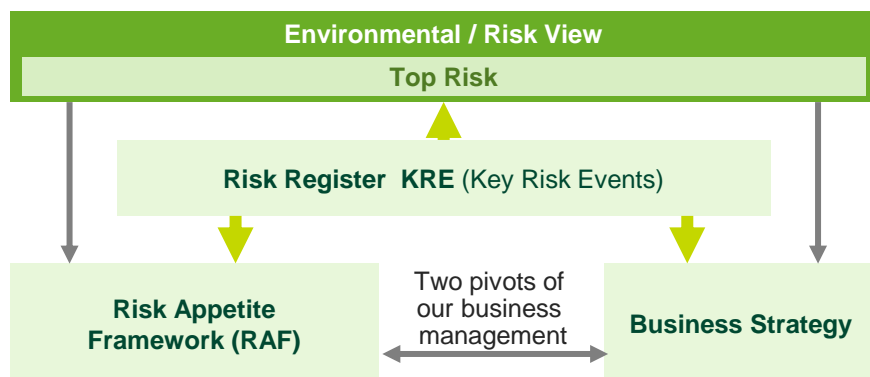 Environmental / Risk View
Top Risk
Risk Register KRE (Key Risk Events)
Risk Appetite
Framework (RAF)
Two pivots of
our business
management
Business Strategy